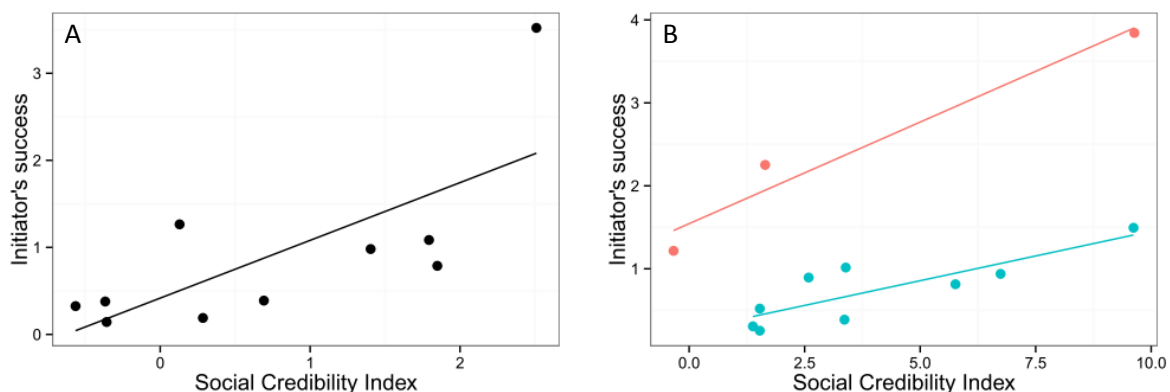 A
Initiator's success
3
2
1
0
0
1
2
Social Credibility Index
B
Initiator's success
4
3
2
1
0.0
2.5
5.0
7.5
10.0
Social Credibility Index